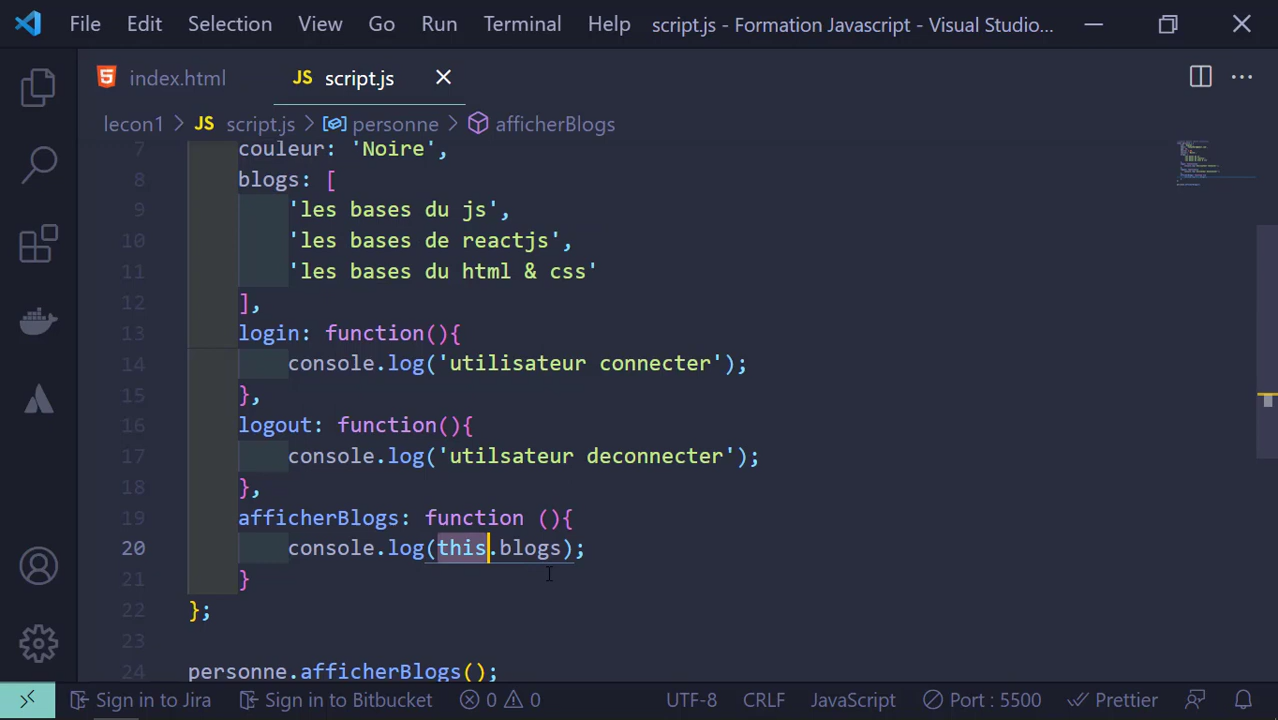 File Edit Selection View Go Run Terminal Help script.js - Formation Javascript - Visual Studio...
index.html JS script.js
lecon1 > JS script.js > personne > afficherBlogs
7 couleur: 'Noire',
8 blogs: [
9 'les bases du js',
10 'les bases de reactjs',
11 'les bases du html & css'
12 ],
13 login: function(){
14 console.log('utilisateur connecter');
15 },
16 logout: function(){
17 console.log('utilsateur deconnecter');
18 },
19 afficherBlogs: function (){
20 console.log(this.blogs);
21 }
22 };
23
24 personne.afficherBlogs();
Sign in to Jira Sign in to Bitbucket 0 0 UTF-8 CRLF JavaScript Port : 5500 Prettier